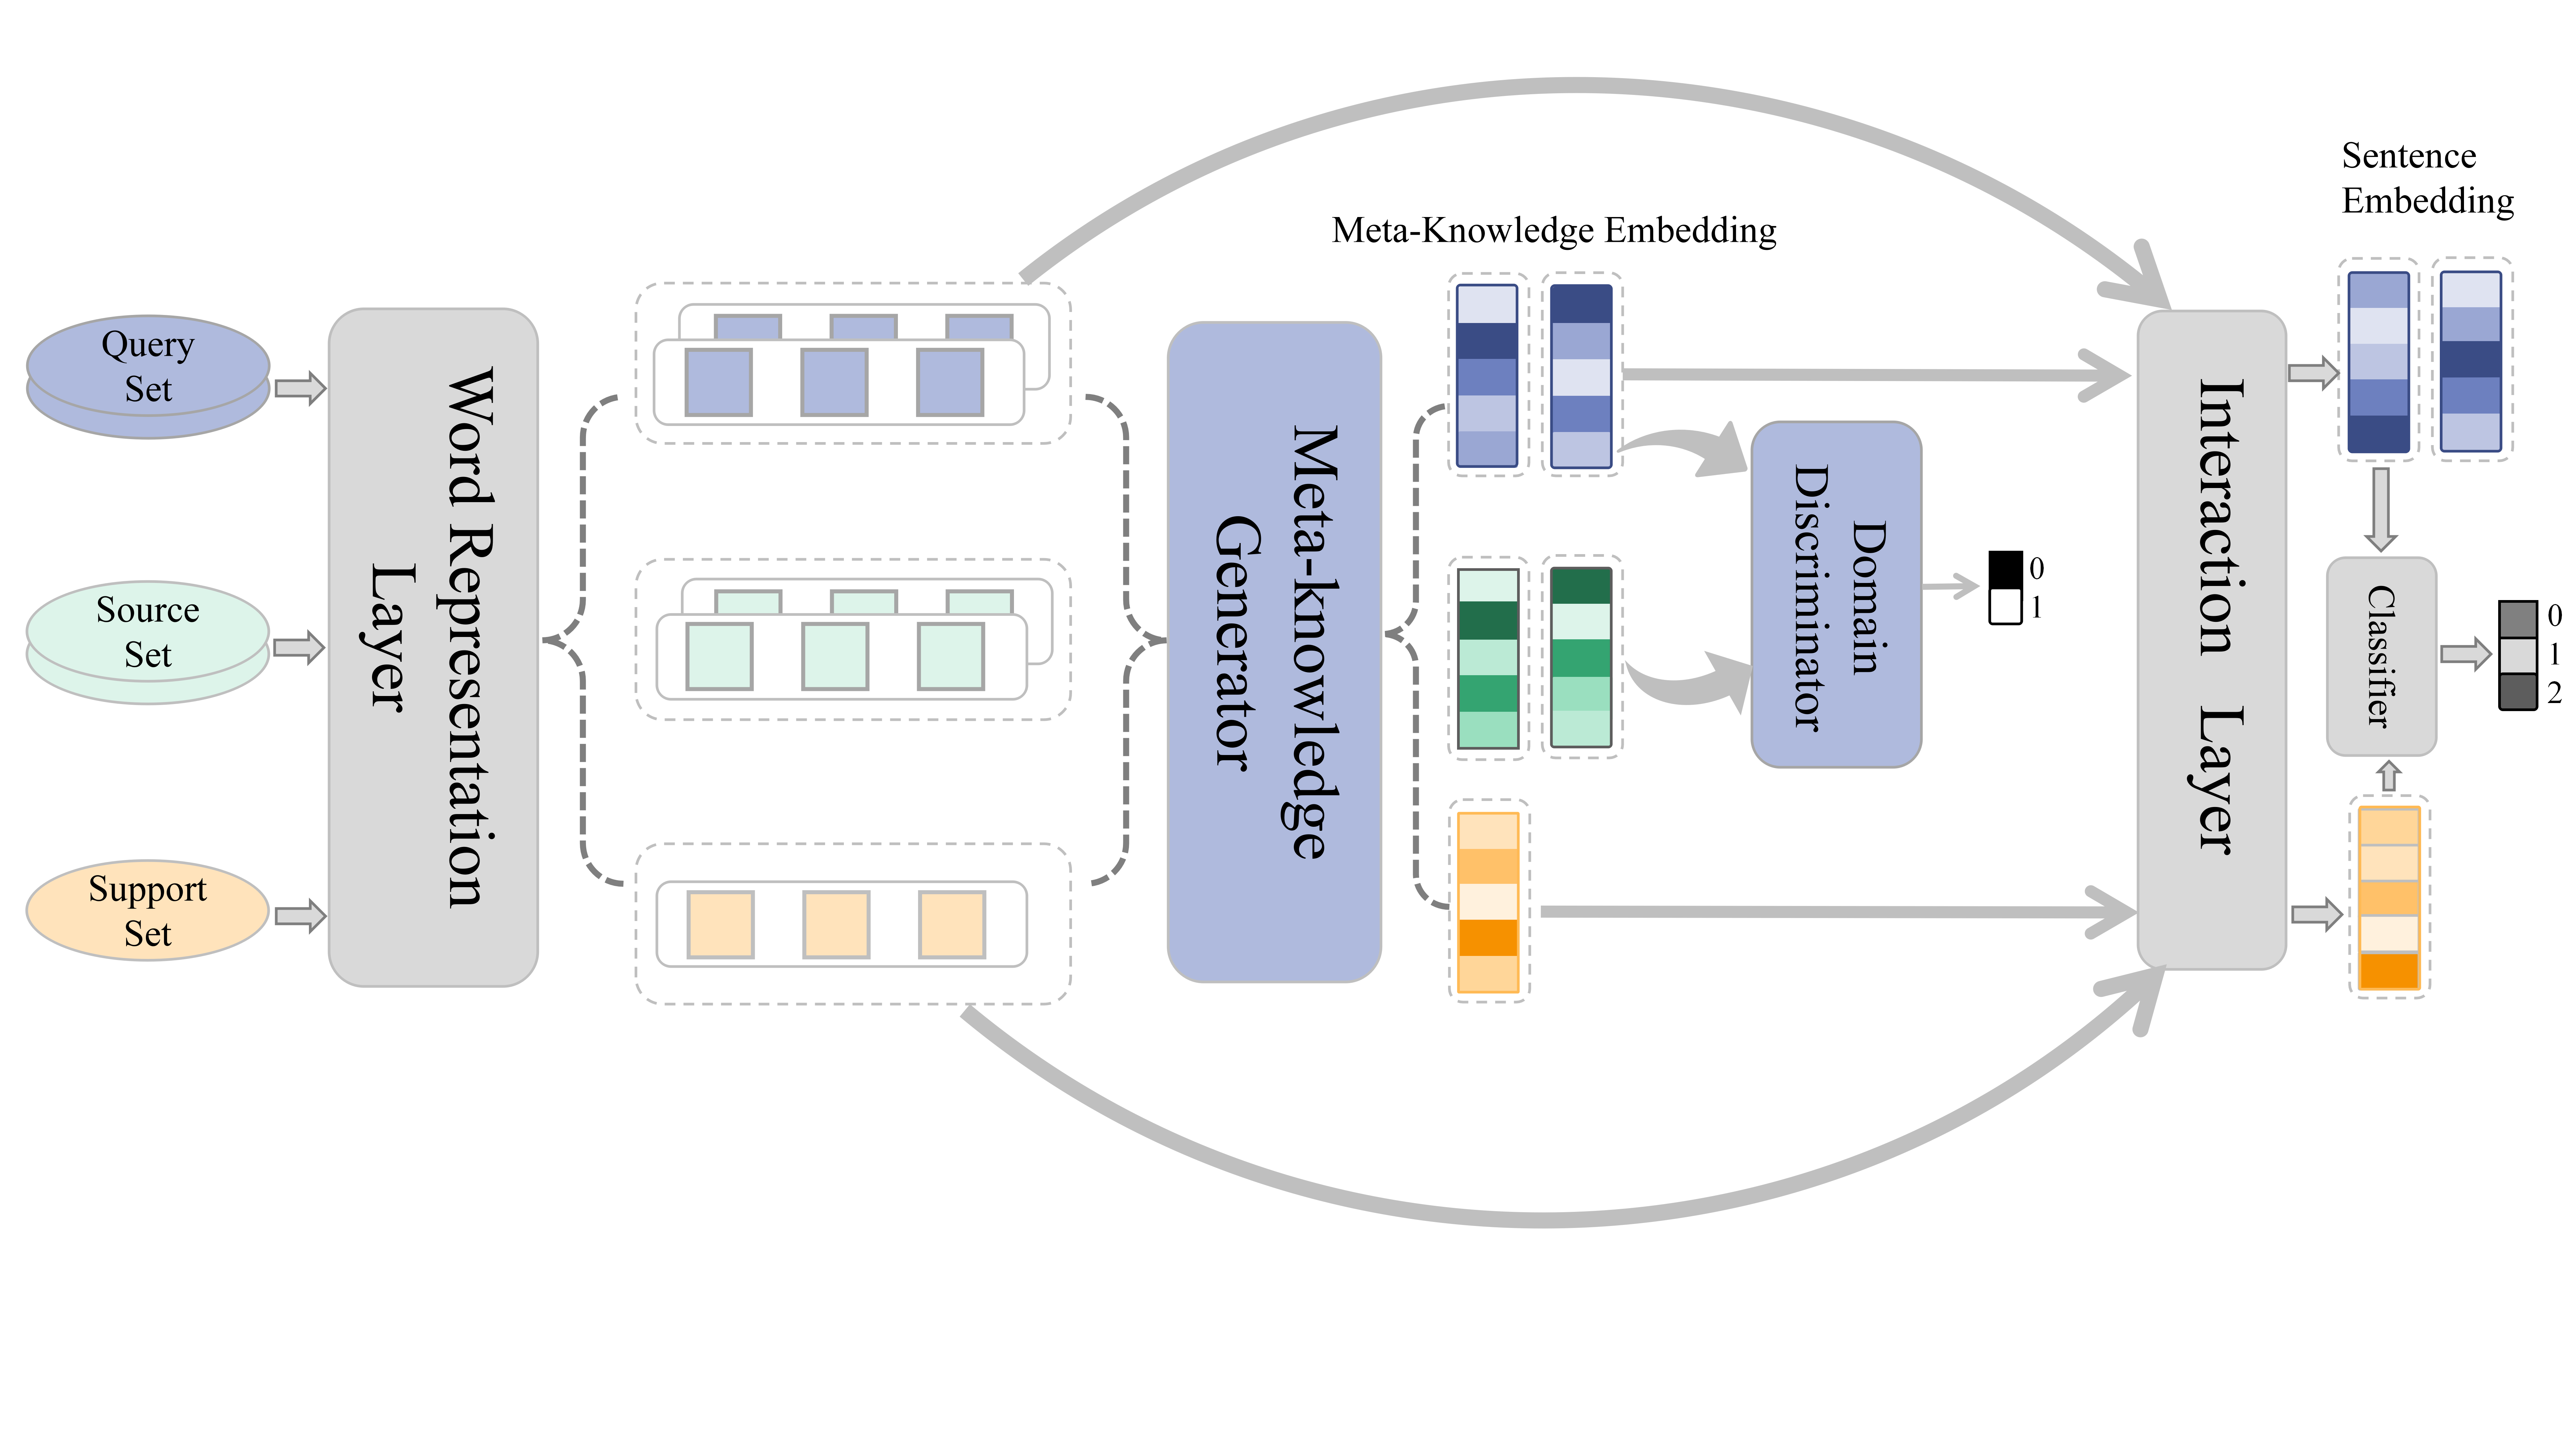 Query
Set
Source
Set
Support
Set
Word Representation
Layer
Meta-knowledge
Generator
Meta-Knowledge Embedding
Domain
Discriminator
0
1
Interaction Layer
Sentence
Embedding
Classifier
0
1
2